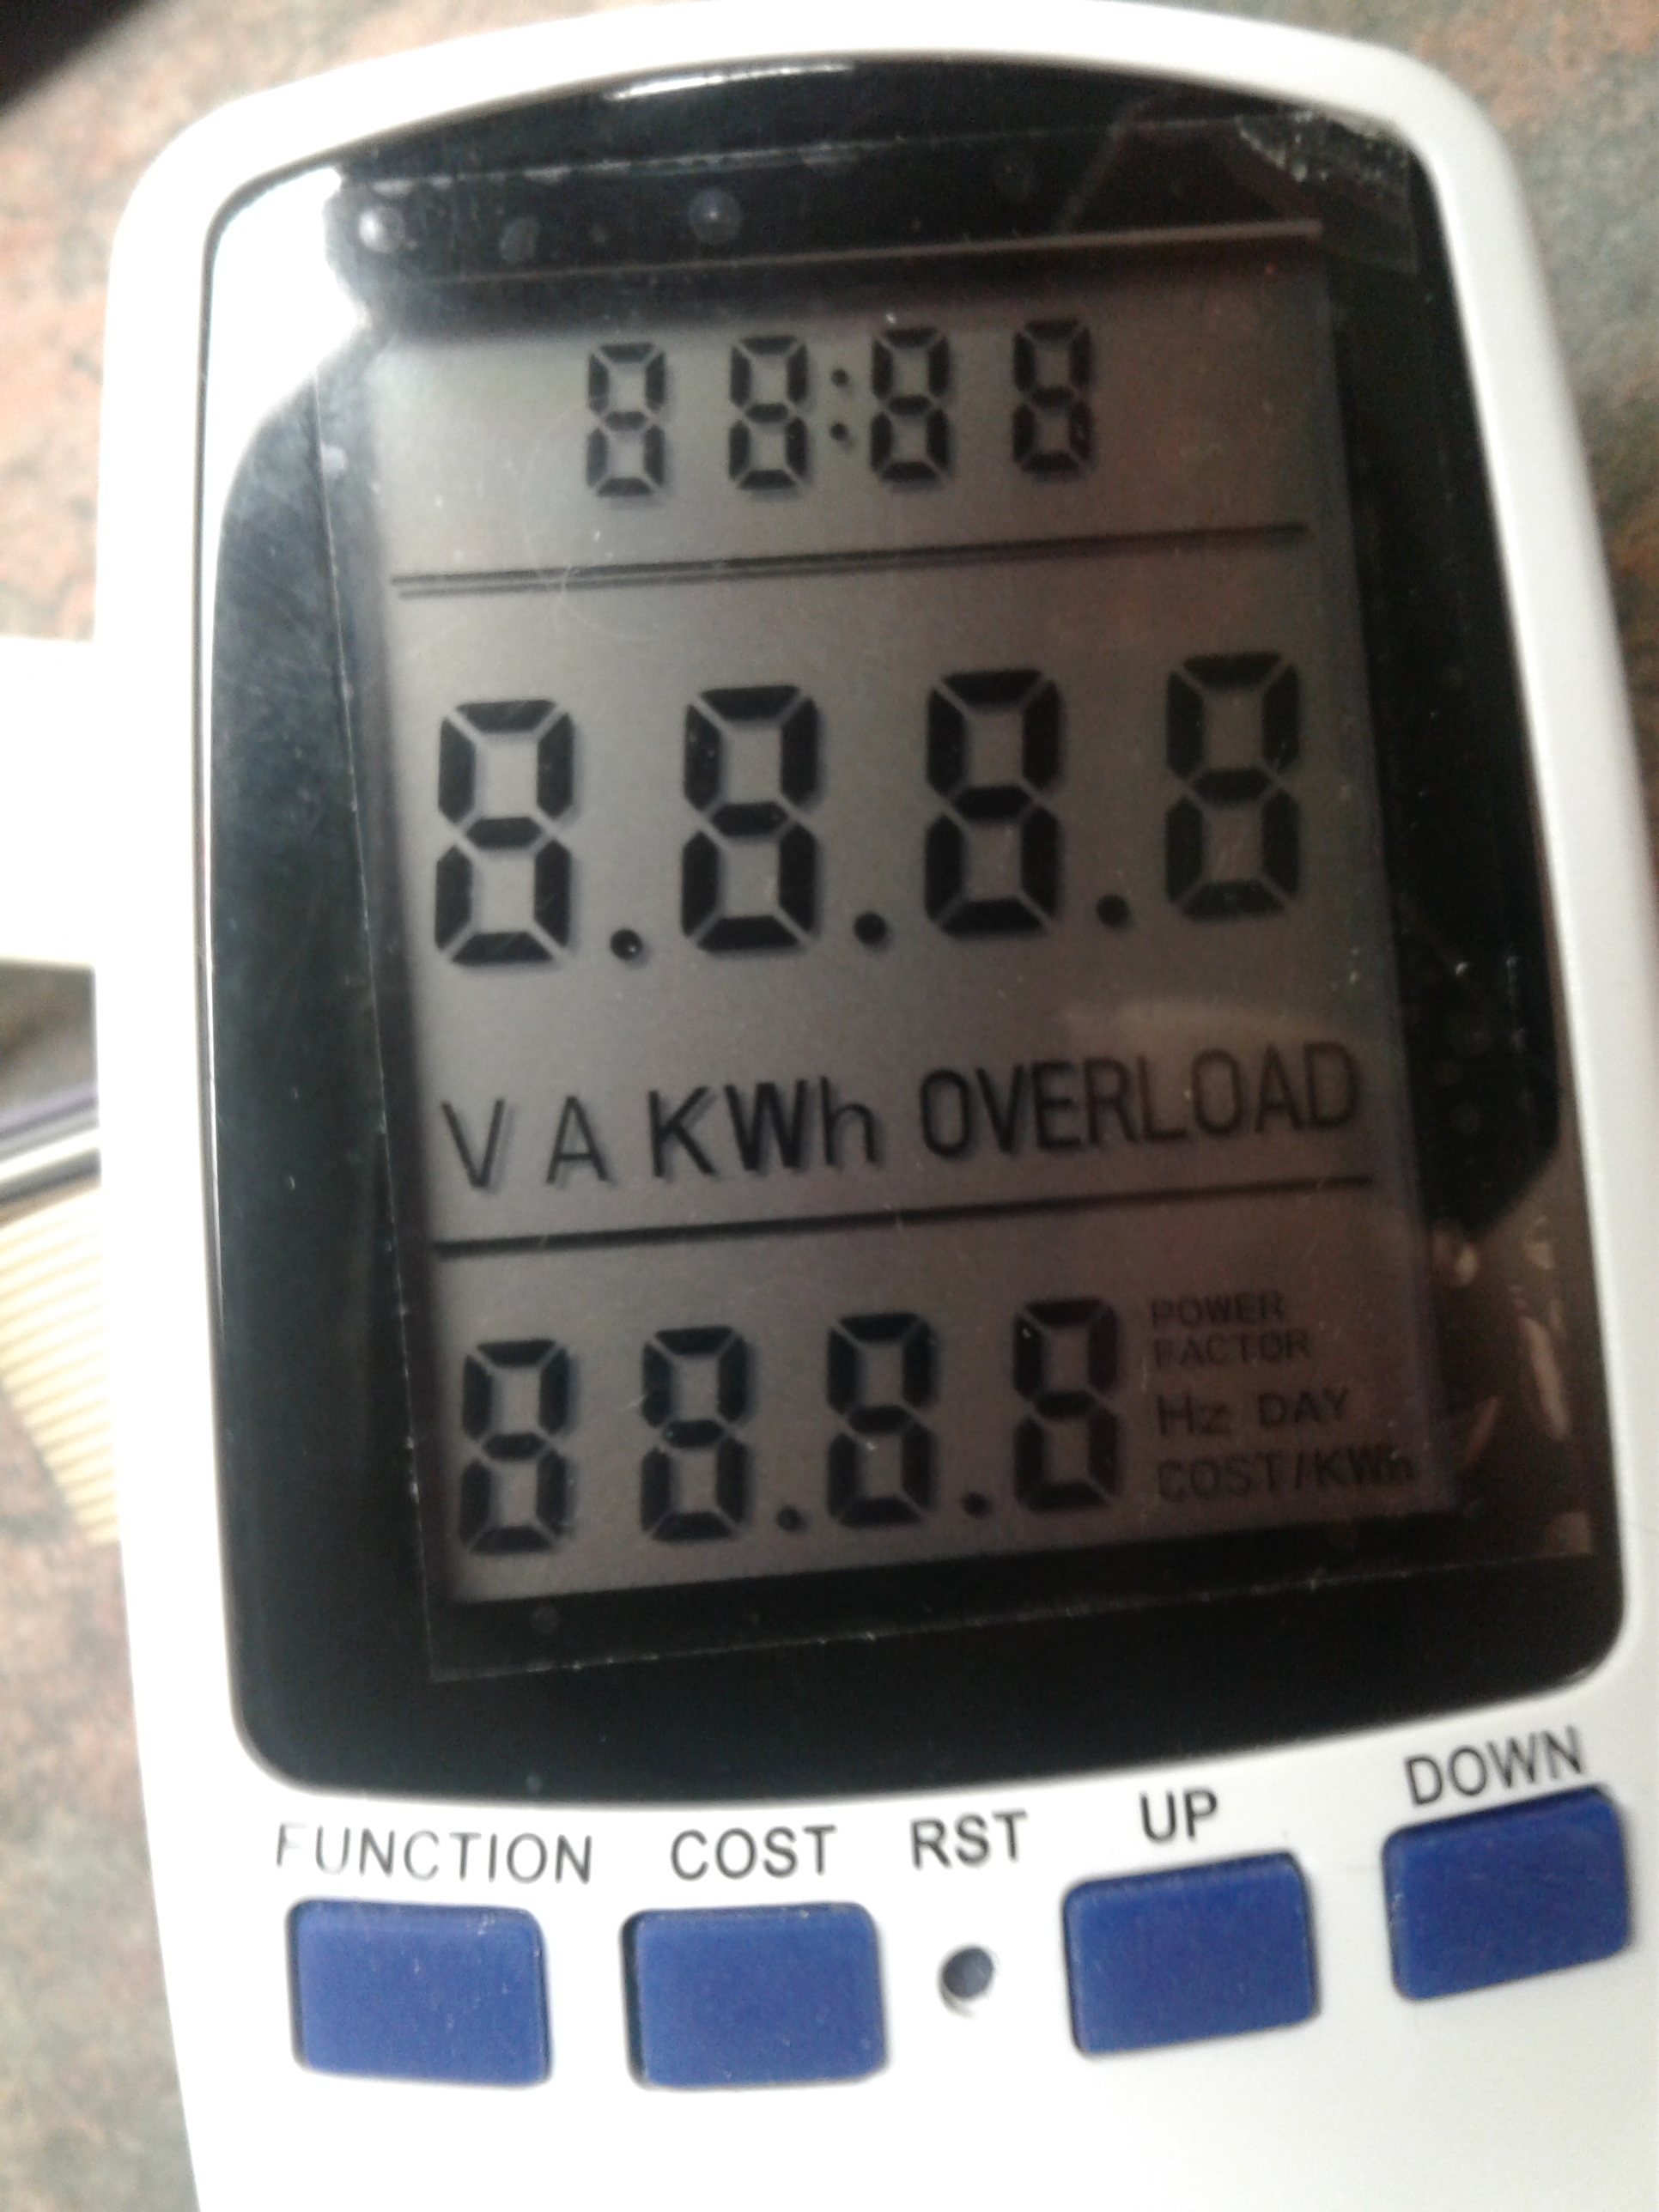 88:88
8.8.8.8
V A KWh OVERLOAD
88.8.8
POWER
FACTOR
Hz DAY
COST/KWh
FUNCTION COST RST UP DOWN